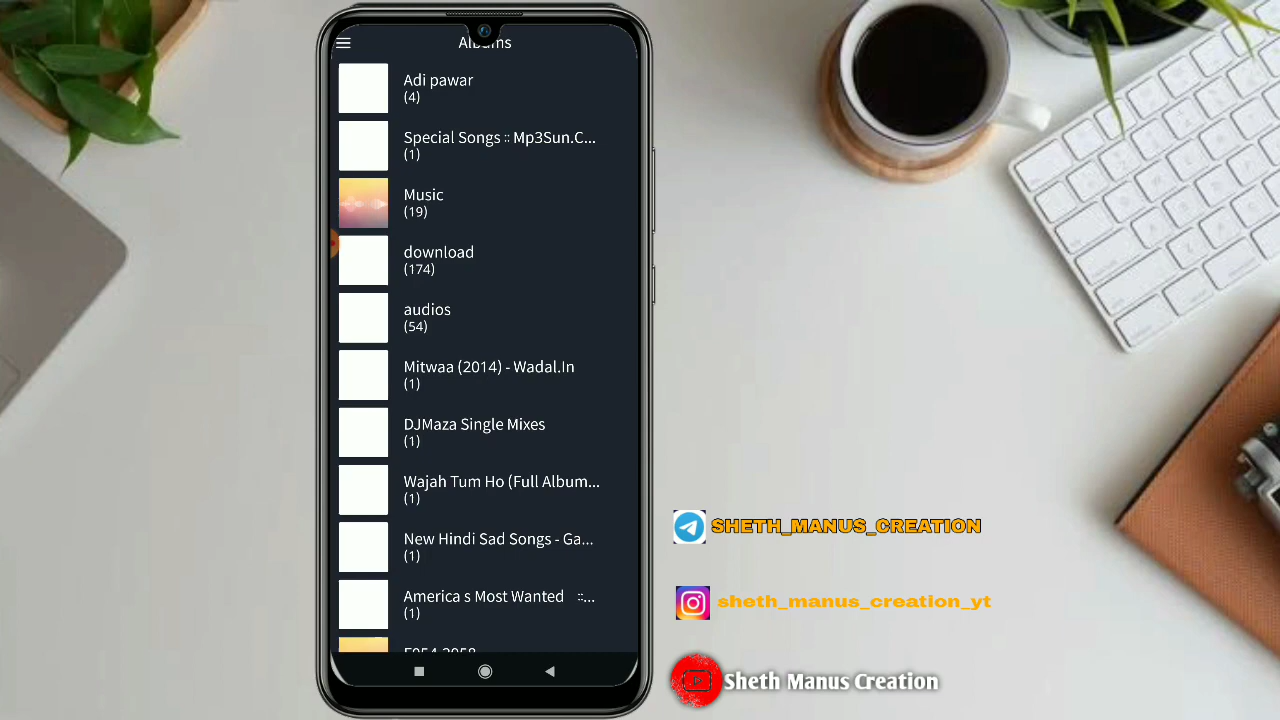 Albums
Adi pawar
(4)
Special Songs :: Mp3Sun.C...
(1)
Music
(19)
download
(174)
audios
(54)
Mitwaa (2014) - Wadal.In
(1)
DJMaza Single Mixes
(1)
Wajah Tum Ho (Full Album...
(1)
New Hindi Sad Songs - Ga...
(1)
America s Most Wanted ::...
(1)
SHETH_MANUS_CREATION
sheth_manus_creation_yt
Sheth Manus Creation